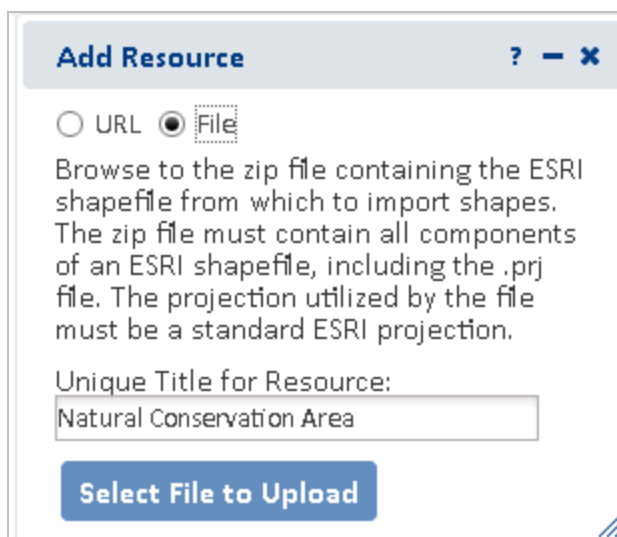 Add Resource ? – ×
URL File
Browse to the zip file containing the ESRI
shapefile from which to import shapes.
The zip file must contain all components
of an ESRI shapefile, including the .prj
file. The projection utilized by the file
must be a standard ESRI projection.
Unique Title for Resource:
Natural Conservation Area
Select File to Upload